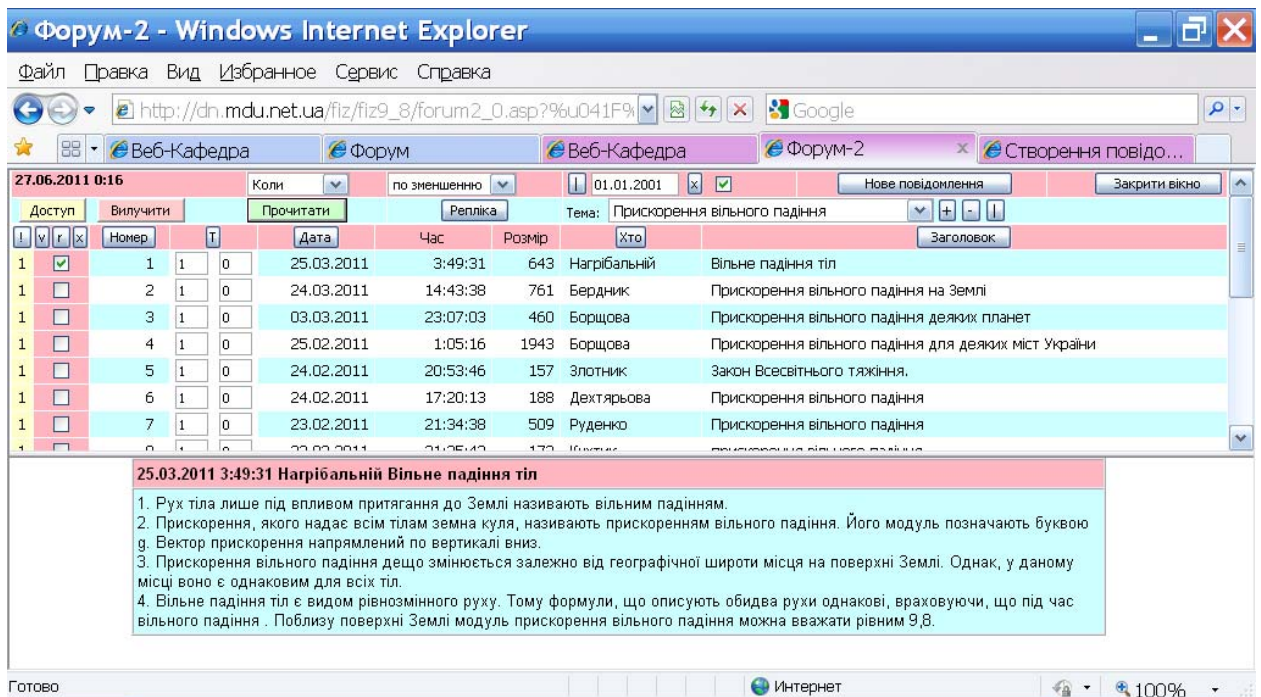 Форум-2 - Windows Internet Explorer
Файл Правка Вид Избранное Сервис Справка
http://dn.mdu.net.ua/fiz/fiz9_8/forum2_0.asp?%u041F% Google
Веб-Кафедра Форум Веб-Кафедра Форум-2 x Створення повідо...
27.06.2011 0:16 Коли по зменшенню | 01.01.2001 x Нове повідомлення Закрити вікно
Доступ Вилучити Прочитати Репліка Тема: Прискорення вільного падіння + - |
! v r x Номер T Дата Час Розмір Хто Заголовок
1 1 1 0 25.03.2011 3:49:31 643 Нагрібальній Вільне падіння тіл
1 2 1 0 24.03.2011 14:43:38 761 Бердник Прискорення вільного падіння на Землі
1 3 1 0 03.03.2011 23:07:03 460 Борщова Прискорення вільного падіння деяких планет
1 4 1 0 25.02.2011 1:05:16 1943 Борщова Прискорення вільного падіння для деяких міст України
1 5 1 0 24.02.2011 20:53:46 157 Злотник Закон Всесвітнього тяжіння.
1 6 1 0 24.02.2011 17:20:13 188 Дехтярьова Прискорення вільного падіння
1 7 1 0 23.02.2011 21:34:38 509 Руденко Прискорення вільного падіння
25.03.2011 3:49:31 Нагрібальній Вільне падіння тіл
1. Рух тіла лише під впливом притягання до Землі називають вільним падінням.
2. Прискорення, якого надає всім тілам земна куля, називають прискоренням вільного падіння. Його модуль позначають буквою
g. Вектор прискорення напрямлений по вертикалі вниз.
3. Прискорення вільного падіння дещо змінюється залежно від географічної широти місця на поверхні Землі. Однак, у даному
місці воно є однаковим для всіх тіл.
4. Вільне падіння тіл є видом рівнозмінного руху. Тому формули, що описують обидва рухи однакові, враховуючи, що під час
вільного падіння . Поблизу поверхні Землі модуль прискорення вільного падіння можна вважати рівним 9,8.
Готово Интернет 100%